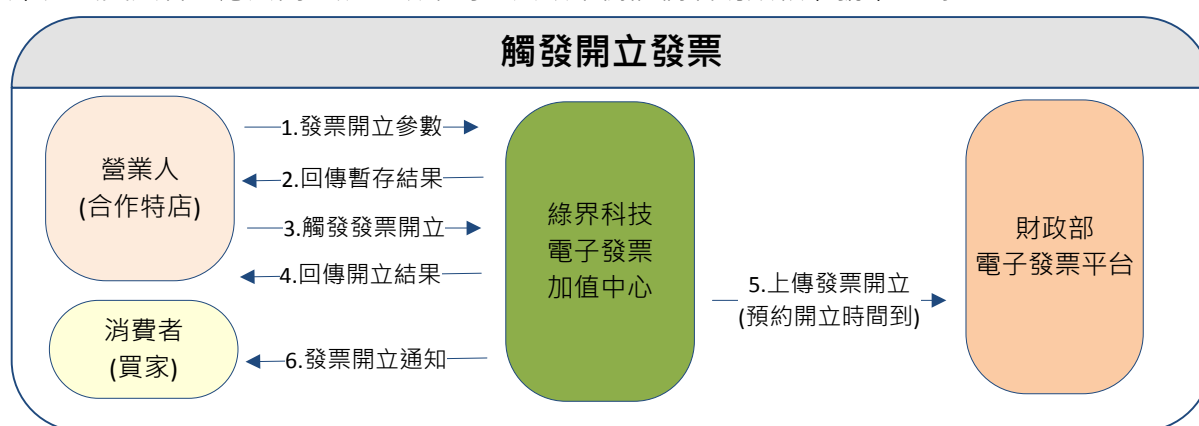 觸發開立發票
營業人
(合作特店)
1.發票開立參數
2.回傳暫存結果
3.觸發發票開立
4.回傳開立結果
綠界科技
電子發票
加值中心
5.上傳發票開立
(預約開立時間到)
財政部
電子發票平台
消費者
(買家)
6.發票開立通知